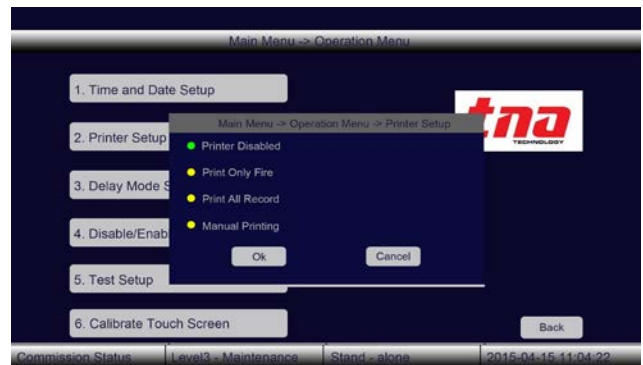 Main Menu -> Operation Menu
1. Time and Date Setup
tna
TECHNOLOGY
2. Printer Setup
Main Menu -> Operation Menu -> Printer Setup
Printer Disabled
Print Only Fire
3. Delay Mode S
Print All Record
Manual Printing
4. Disable/Enab
Ok Cancel
5. Test Setup
6. Calibrate Touch Screen
Back
Commission Status Level3 - Maintenance Stand - alone 2015-04-15 11:04:22